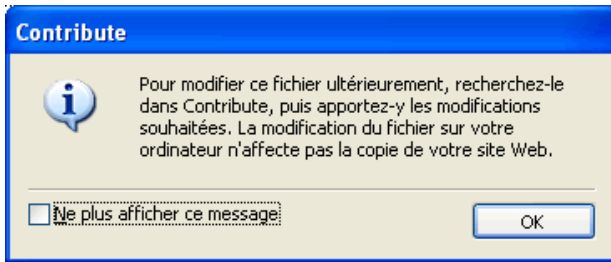 Contribute
Pour modifier ce fichier ultérieurement, recherchez-le
dans Contribute, puis apportez-y les modifications
souhaitées. La modification du fichier sur votre
ordinateur n'affecte pas la copie de votre site Web.
Ne plus afficher ce message
OK